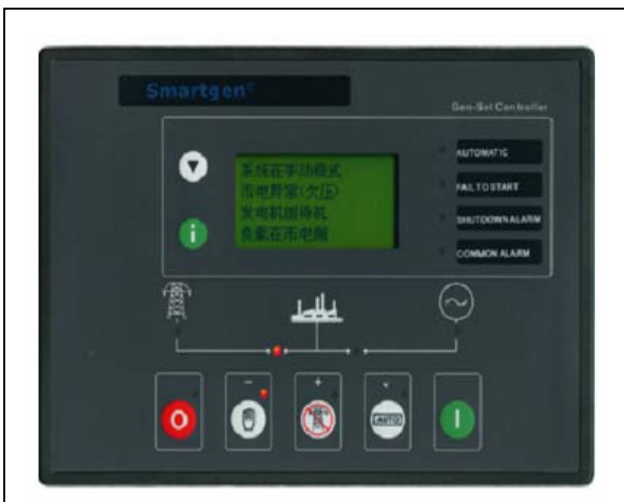 Smartgen®
Gen-Set Controller
系统在手动模式
市电异常(欠压)
发电机组待机
负载在市电侧
AUTOMATIC
FAIL TO START
SHUTDOWN ALARM
COMMON ALARM
AUTO